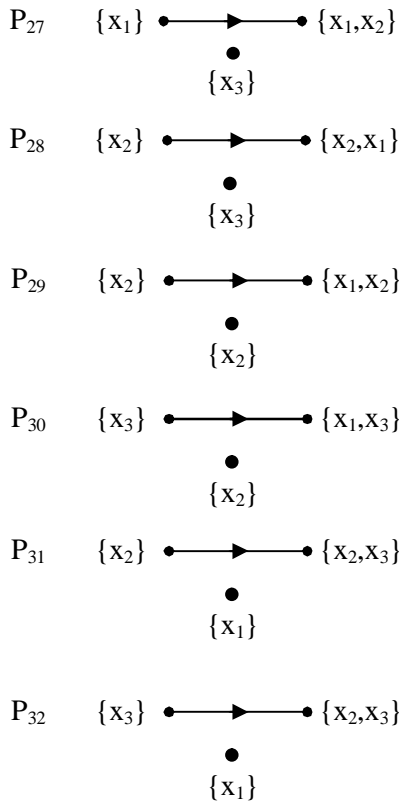 P₂₇ {x₁} {x₁,x₂}
{x₃}
P₂₈ {x₂} {x₂,x₁}
{x₃}
P₂₉ {x₂} {x₁,x₂}
{x₂}
P₃₀ {x₃} {x₁,x₃}
{x₂}
P₃₁ {x₂} {x₂,x₃}
{x₁}
P₃₂ {x₃} {x₂,x₃}
{x₁}